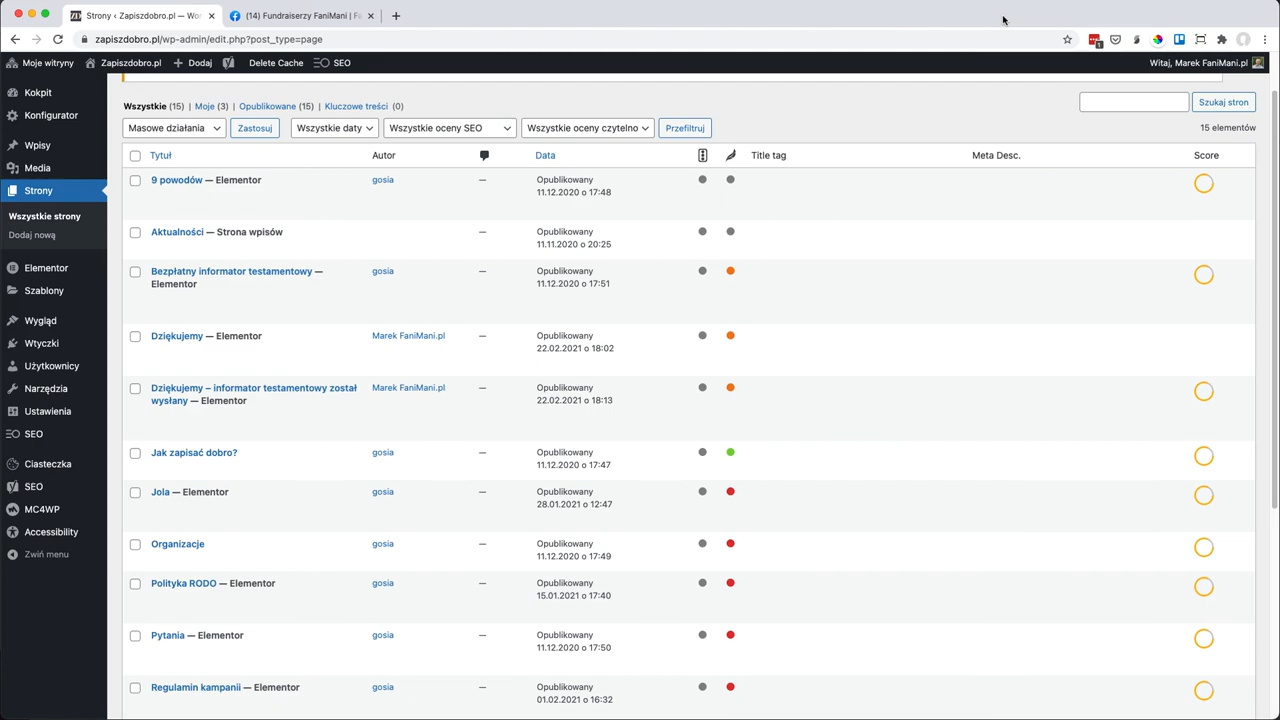 Strony ‹ Zapiszdobro.pl — Wo
(14) Fundraiserzy FaniMani | Fa
zapiszdobro.pl/wp-admin/edit.php?post_type=page
Moje witryny
Zapiszdobro.pl
Dodaj
Delete Cache
SEO
Witaj, Marek FaniMani.pl
Kokpit
Konfigurator
Wpisy
Media
Strony
Wszystkie strony
Dodaj nową
Elementor
Szablony
Wygląd
Wtyczki
Użytkownicy
Narzędzia
Ustawienia
SEO
Ciasteczka
SEO
MC4WP
Accessibility
Zwiń menu
Wszystkie (15) | Moje (3) | Opublikowane (15) | Kluczowe treści (0)
Szukaj stron
Masowe działania
Zastosuj
Wszystkie daty
Wszystkie oceny SEO
Wszystkie oceny czytelno
Przefiltruj
15 elementów
Tytuł
Autor
Data
Title tag
Meta Desc.
Score
9 powodów — Elementor
gosia
—
Opublikowany
11.12.2020 o 17:48
Aktualności — Strona wpisów
—
Opublikowany
11.11.2020 o 20:25
Bezpłatny informator testamentowy —
Elementor
gosia
—
Opublikowany
11.12.2020 o 17:51
Dziękujemy — Elementor
Marek FaniMani.pl
—
Opublikowany
22.02.2021 o 18:02
Dziękujemy – informator testamentowy został
wysłany — Elementor
Marek FaniMani.pl
—
Opublikowany
22.02.2021 o 18:13
Jak zapisać dobro?
gosia
—
Opublikowany
11.12.2020 o 17:47
Jola — Elementor
gosia
—
Opublikowany
28.01.2021 o 12:47
Organizacje
gosia
—
Opublikowany
11.12.2020 o 17:49
Polityka RODO — Elementor
gosia
—
Opublikowany
15.01.2021 o 17:40
Pytania — Elementor
gosia
—
Opublikowany
11.12.2020 o 17:50
Regulamin kampanii — Elementor
gosia
—
Opublikowany
01.02.2021 o 16:32